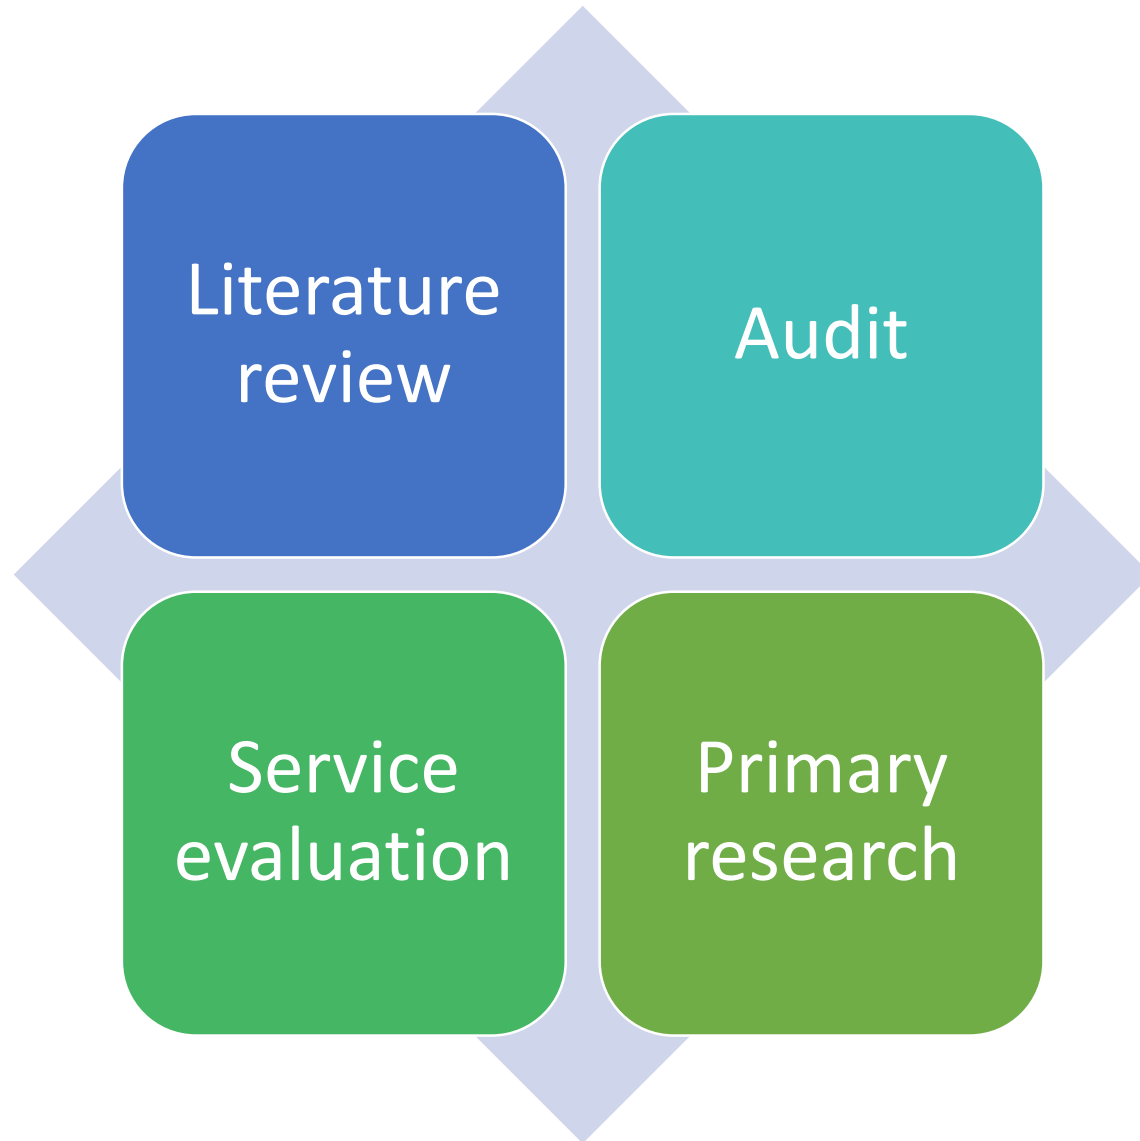 Literature
review
Audit
Service
evaluation
Primary
research